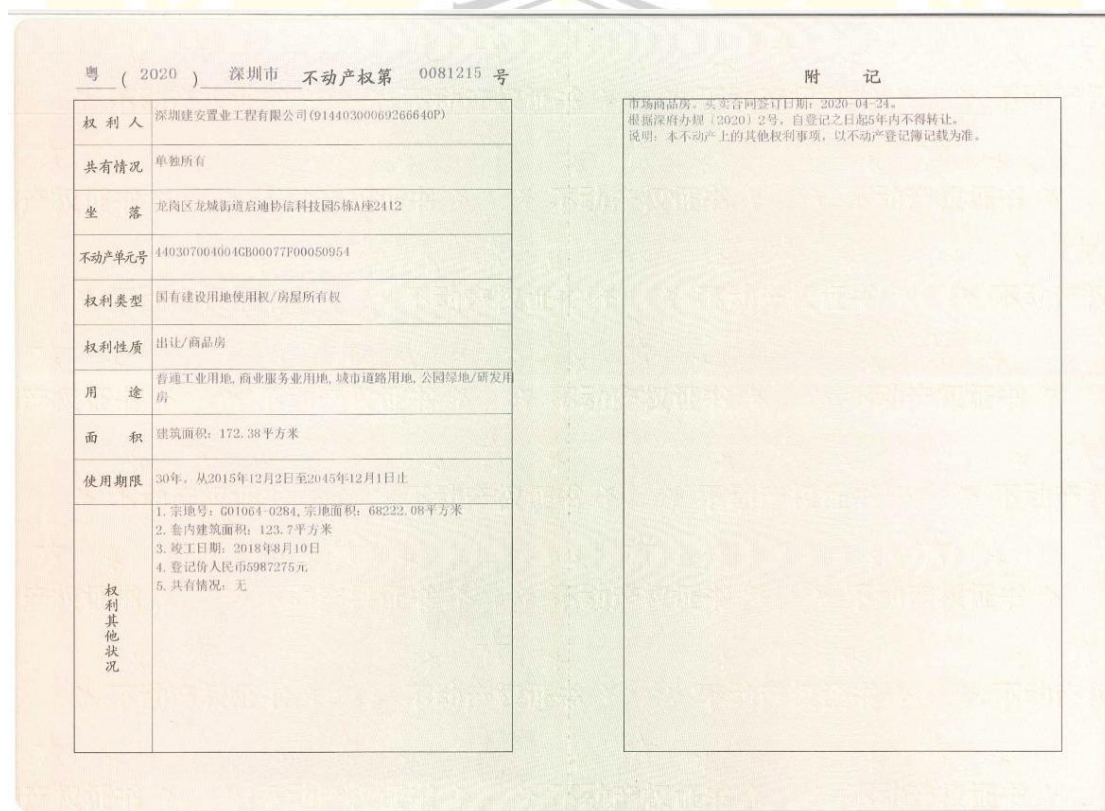 粤 ( 2020 ) 深圳市 不动产权第 0081215 号
权利人 深圳建安置业工程有限公司(91440300069266640P)
共有情况 单独所有
坐落 龙岗区龙城街道启迪协信科技园5栋A座2412
不动产单元号 440307004004GB00077F00050954
权利类型 国有建设用地使用权/房屋所有权
权利性质 出让/商品房
用途 普通工业用地,商业服务业用地,城市道路用地,公园绿地/研发用
房
面积 建筑面积：172.38平方米
使用期限 30年，从2015年12月2日至2045年12月1日止
权利其他状况
1. 宗地号：G01064-0284,宗地面积：68222.08平方米
2. 套内建筑面积：123.7平方米
3. 竣工日期：2018年8月10日
4. 登记价人民币5987275元
5. 共有情况：无
附记
市场商品房。买卖合同签订日期：2020-04-24。
根据深府办规〔2020〕2号，自登记之日起5年内不得转让。
说明：本不动产上的其他权利事项，以不动产登记簿记载为准。